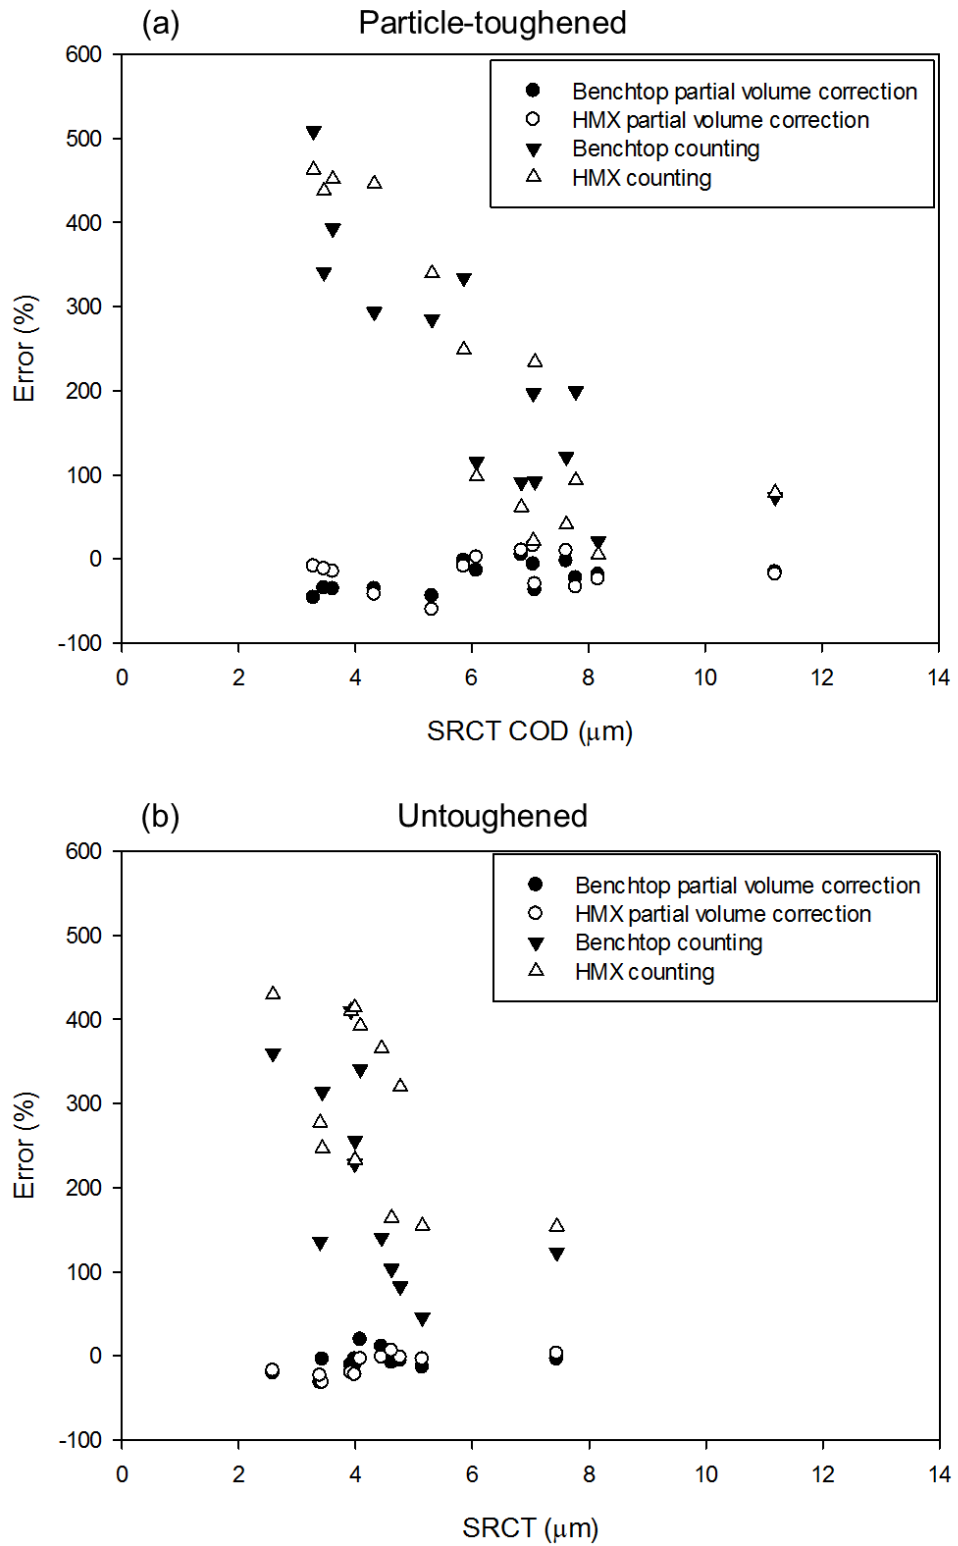 (a) Particle-toughened
600
500
400
300
200
100
0
-100
Error (%)
Benchtop partial volume correction
HMX partial volume correction
Benchtop counting
HMX counting
0 2 4 6 8 10 12 14
SRCT COD (μm)
(b) Untoughened
600
500
400
300
200
100
0
-100
Error (%)
Benchtop partial volume correction
HMX partial volume correction
Benchtop counting
HMX counting
0 2 4 6 8 10 12 14
SRCT (μm)